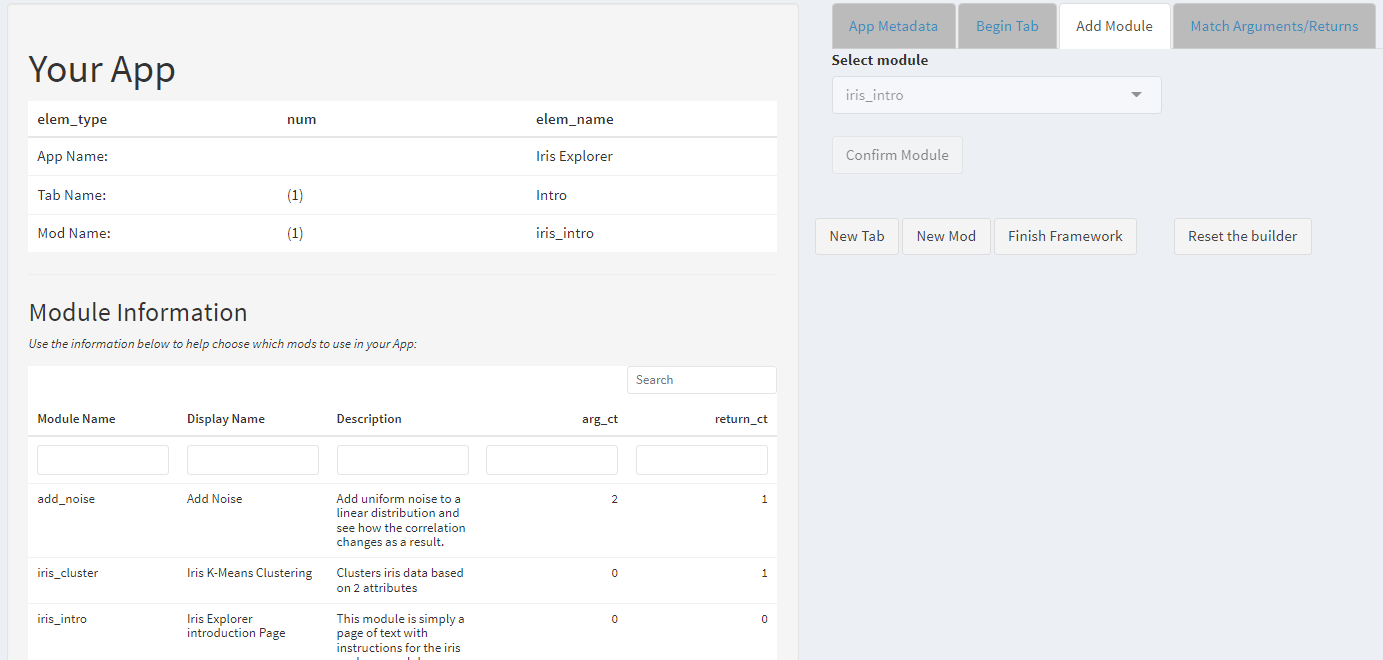 Your App
elem_type num elem_name
App Name: Iris Explorer
Tab Name: (1) Intro
Mod Name: (1) iris_intro
Module Information
Use the information below to help choose which mods to use in your App:
Search
Module Name Display Name Description arg_ct return_ct
add_noise Add Noise Add uniform noise to a 2 1
linear distribution and
see how the correlation
changes as a result.
iris_cluster Iris K-Means Clustering Clusters iris data based 0 1
on 2 attributes
iris_intro Iris Explorer This module is simply a 0 0
introduction Page page of text with
instructions for the iris
App Metadata Begin Tab Add Module Match Arguments/Returns
Select module
iris_intro
Confirm Module
New Tab New Mod Finish Framework Reset the builder